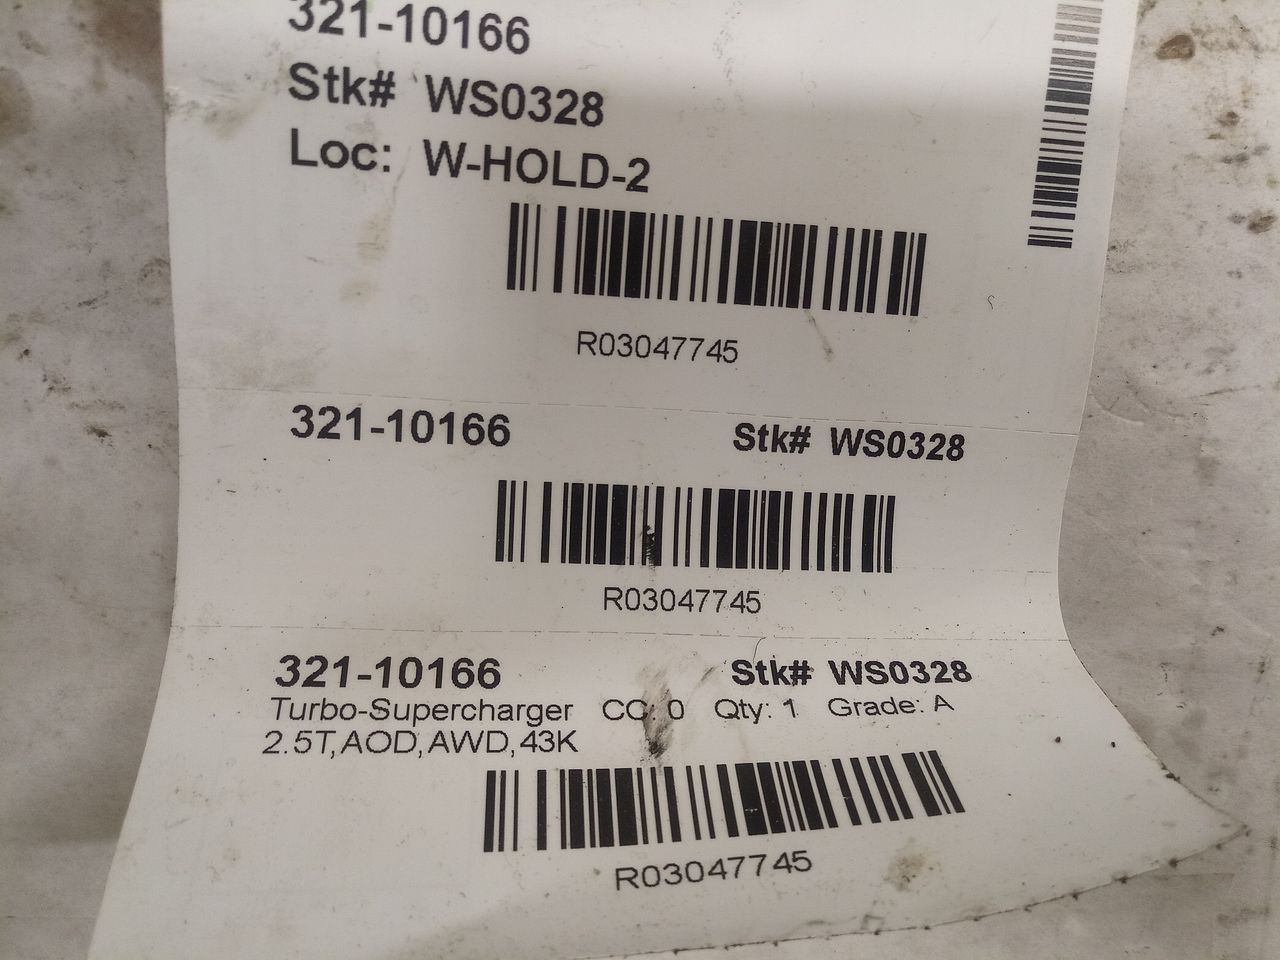 321-10166
Stk# WS0328
Loc: W-HOLD-2
R03047745
321-10166 Stk# WS0328
R03047745
321-10166 Stk# WS0328
Turbo-Supercharger CC: 0 Qty: 1 Grade: A
2.5T,AOD,AWD,43K
R03047745